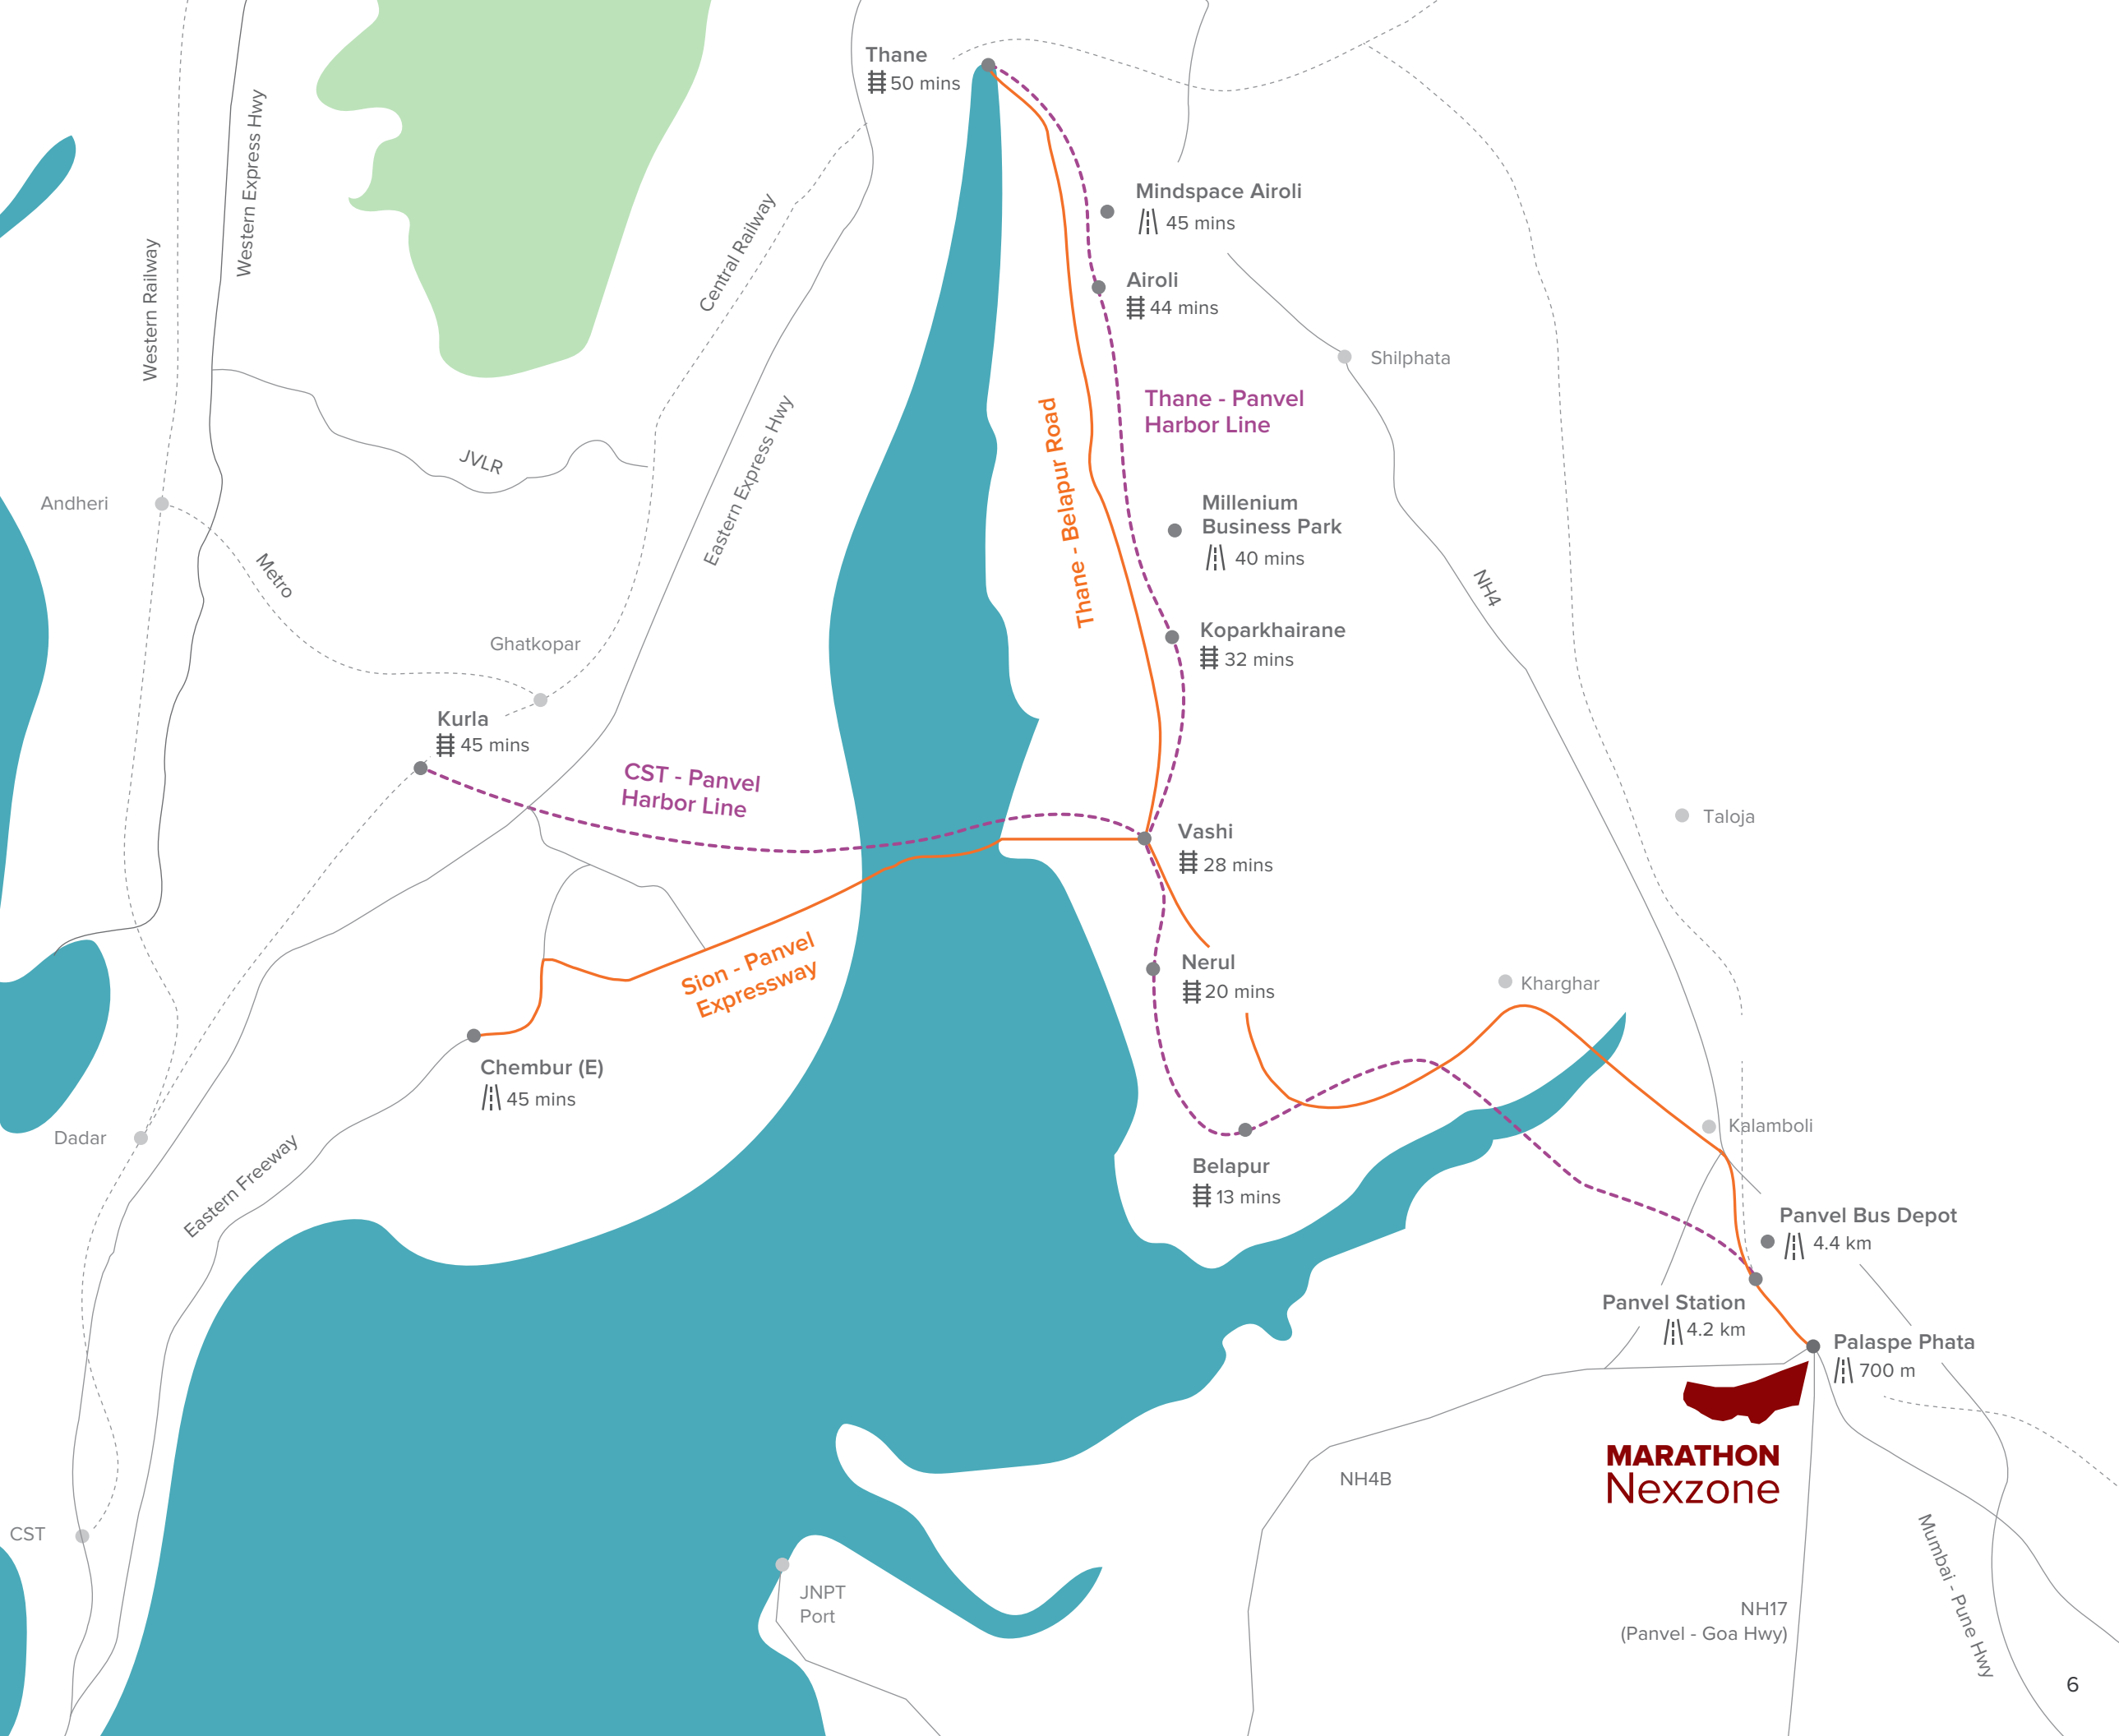 Thane
50 mins
Western Express Hwy
Western Railway
Central Railway
Mindspace Airoli
45 mins
Airoli
44 mins
Shilphata
Thane - Panvel
Harbor Line
Thane - Belapur Road
Eastern Express Hwy
JVLR
Andheri
Metro
Millenium
Business Park
40 mins
NH4
Ghatkopar
Koparkhairane
32 mins
Kurla
45 mins
CST - Panvel
Harbor Line
Vashi
28 mins
Taloja
Sion - Panvel
Expressway
Nerul
20 mins
Kharghar
Chembur (E)
45 mins
Dadar
Eastern Freeway
Kalamboli
Belapur
13 mins
Panvel Bus Depot
4.4 km
Panvel Station
4.2 km
Palaspe Phata
700 m
MARATHON
Nexzone
NH4B
CST
JNPT
Port
NH17
(Panvel - Goa Hwy)
Mumbai - Pune Hwy
6